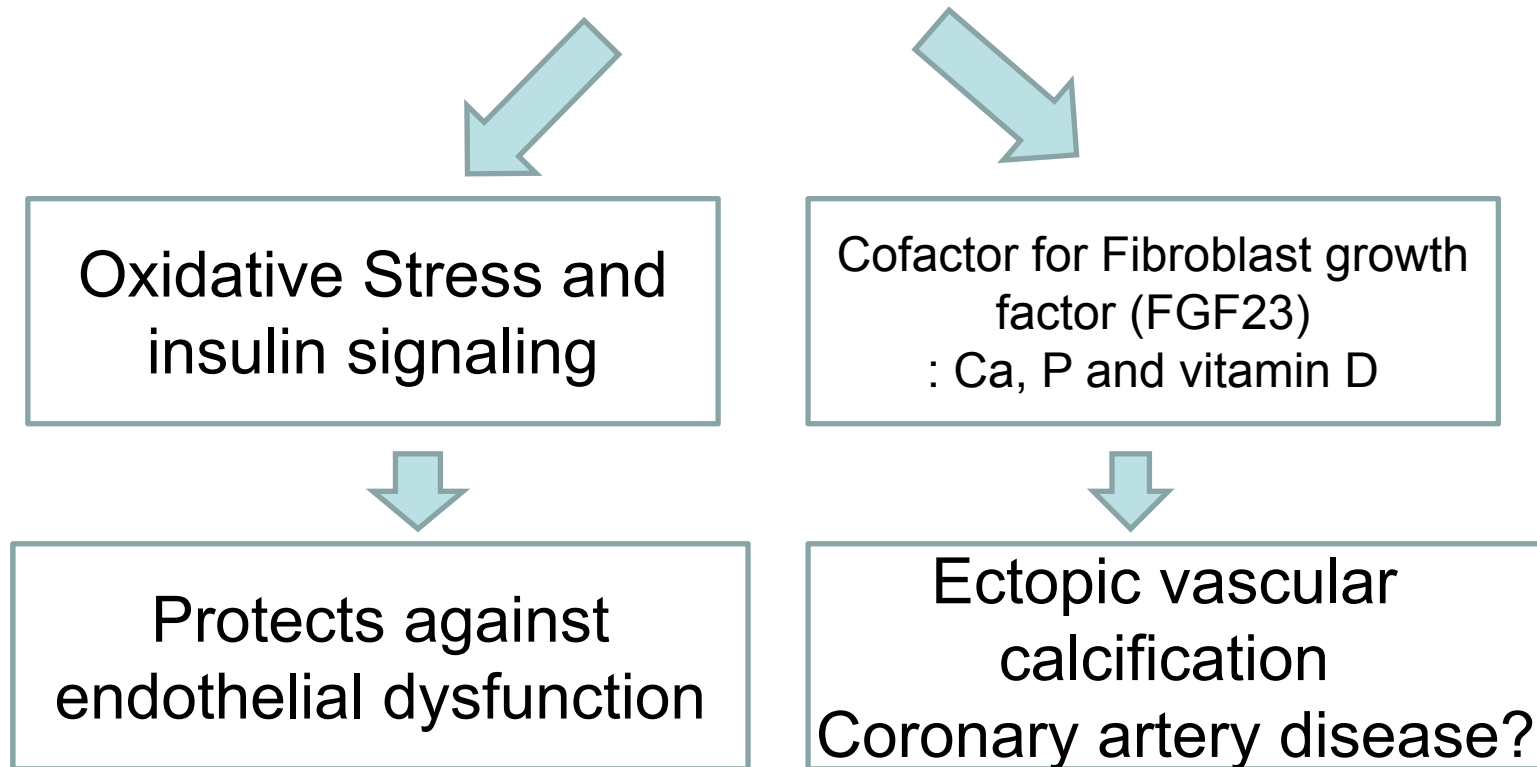 Oxidative Stress and
insulin signaling
Cofactor for Fibroblast growth
factor (FGF23)
: Ca, P and vitamin D
Protects against
endothelial dysfunction
Ectopic vascular
calcification
Coronary artery disease?